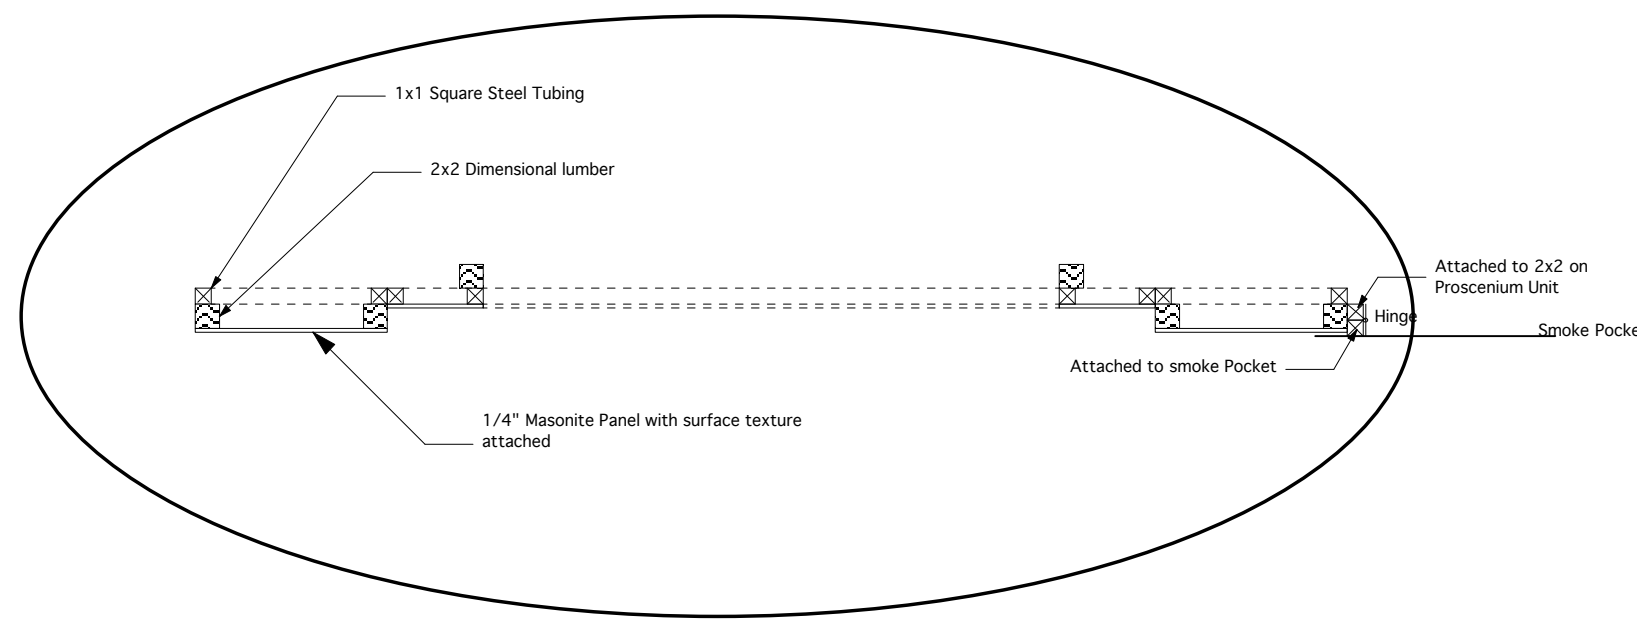 1x1 Square Steel Tubing
2x2 Dimensional lumber
Attached to 2x2 on
Proscenium Unit
Hinge
Smoke Pocke
Attached to smoke Pocket
1/4" Masonite Panel with surface texture
attached